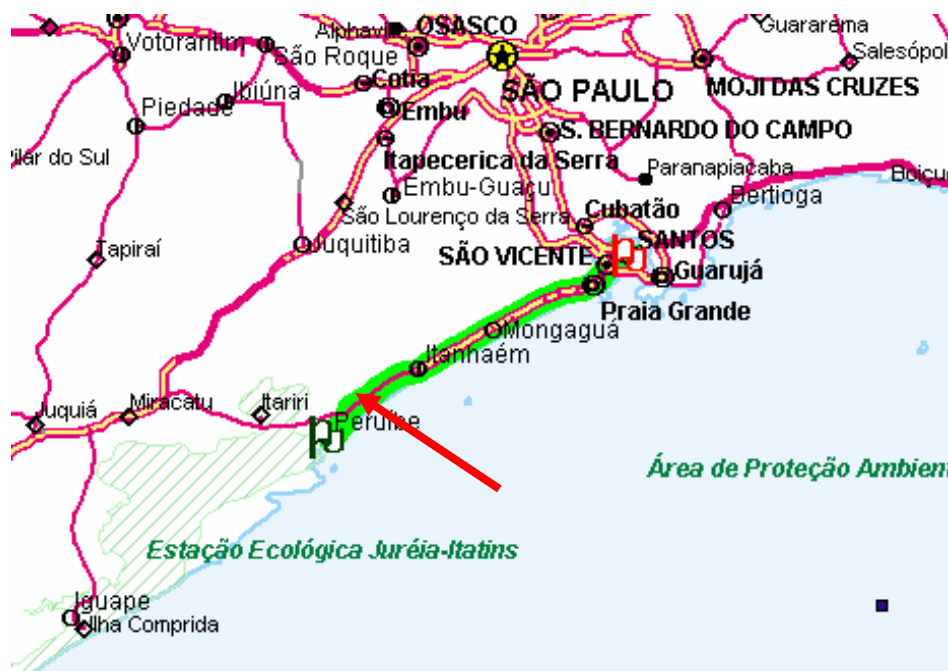 Alphaville
OSASCO
Guararema
Votorantim
São Roque
Salesópol
Cotia
SÃO PAULO
MOJI DAS CRUZES
Ibiúna
Piedade
Embu
S. BERNARDO DO CAMPO
Pilar do Sul
Itapecerica da Serra
Paranapiacaba
Boiçuc
Embu-Guaçu
Bertioga
São Lourenço da Serra
Cubatão
Tapiraí
Juquitiba
SANTOS
SÃO VICENTE
Guarujá
Praia Grande
Mongaguá
Itanhaém
Juquiá
Miracatu
Itariri
Peruíbe
Área de Proteção Ambient
Estação Ecológica Juréia-Itatins
Iguape
Ilha Comprida